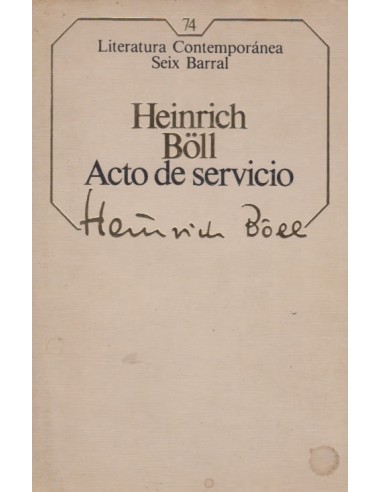 74
Literatura Contemporánea
Seix Barral
Heinrich
Böll
Acto de servicio
Heinrich Böll